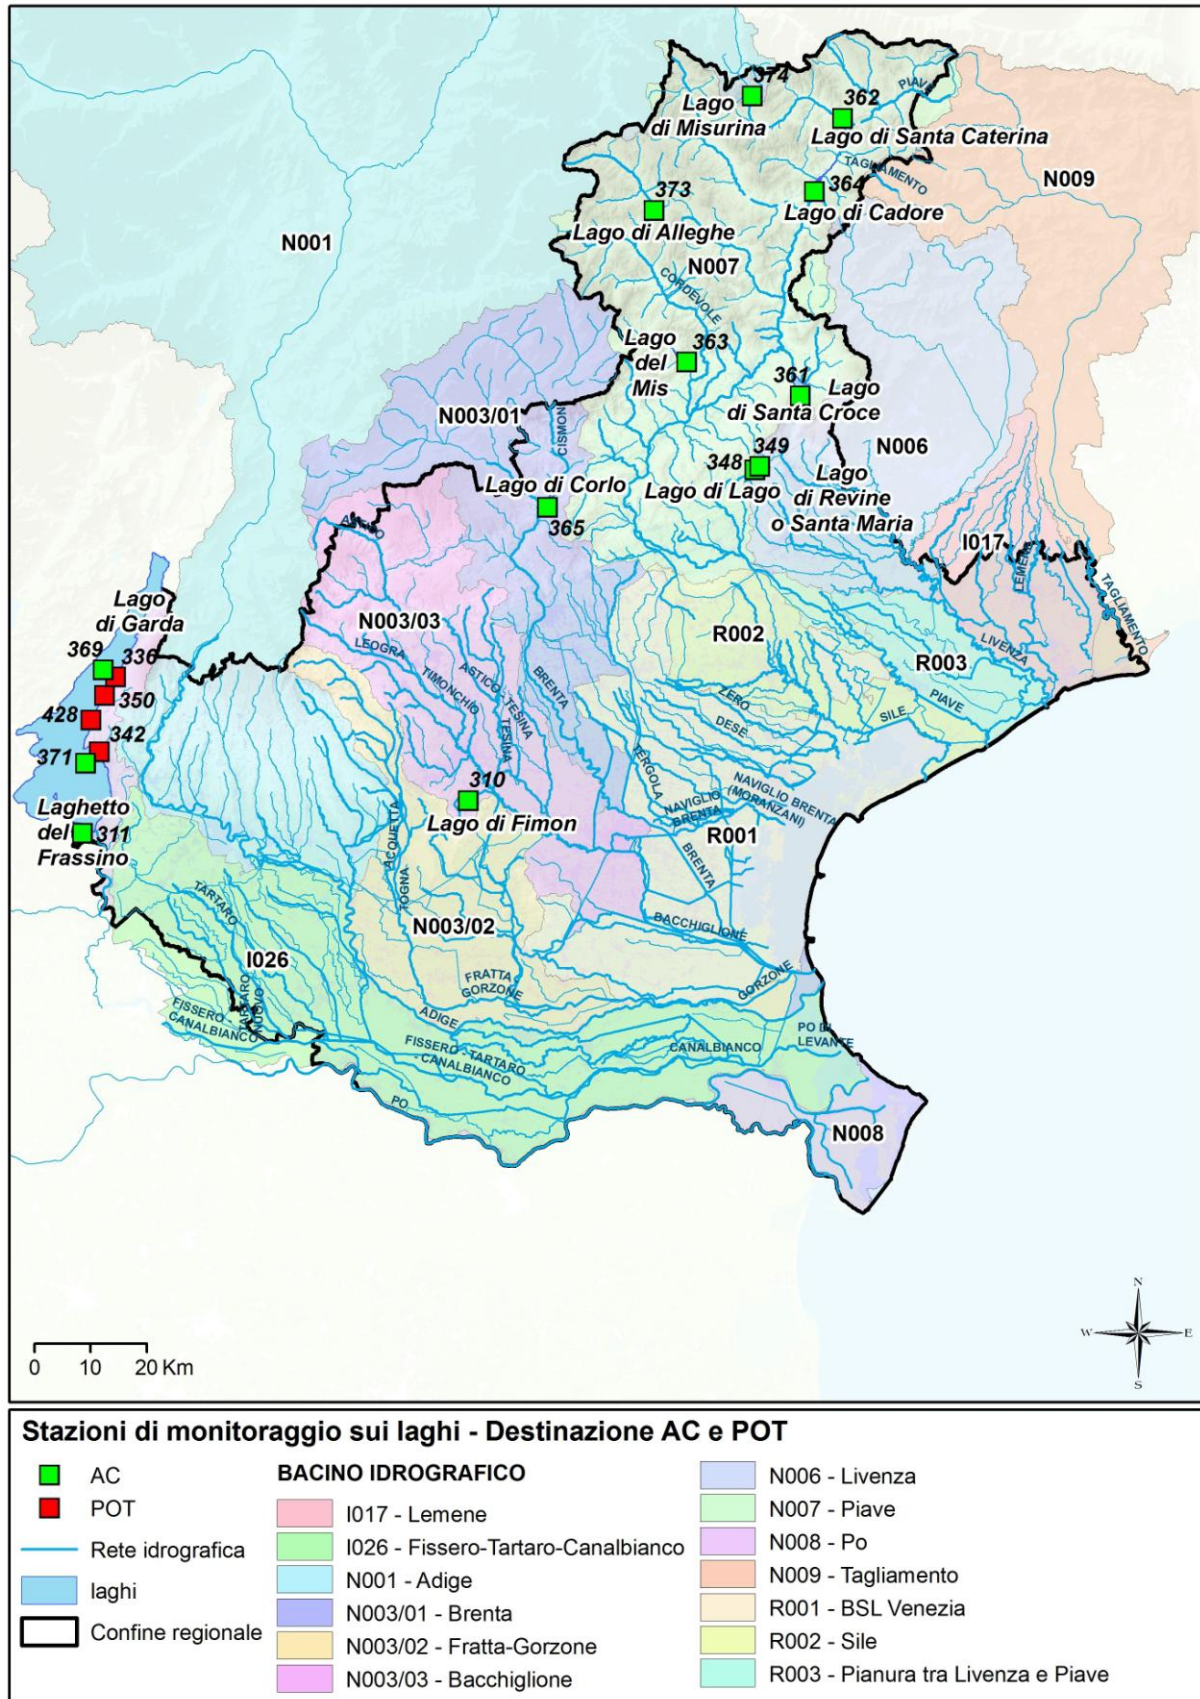 374
Lago
di Misurina
PIAVE
362
Lago di Santa Caterina
TAGLIAMENTO
N009
364
Lago di Cadore
373
Lago di Alleghe
N001
N007
CORDEVOLE
363
Lago
del
Mis
361
Lago
di Santa Croce
N003/01
CISMON
N006
349
348
Lago di Lago
Lago
di Revine
o Santa Maria
Lago di Corlo
365
I017
LEMENE
TAGLIAMENTO
Lago
di Garda
N003/03
R002
R003
LIVENZA
369
336
350
428
342
371
LEOGRA
TIMONCHIO
ASTICO - TESINA
TESINA
BRENTA
ZERO
DESE
SILE
PIAVE
TERGOLA
NAVIGLIO
BRENTA
NAVIGLIO BRENTA
(MORANZANI)
310
Lago di Fimon
R001
BRENTA
Laghetto
del
Frassino
311
ACQUETTA
TOGNA
N003/02
BACCHIGLIONE
TARTARO
I026
FRATTA
GORZONE
GORZONE
TARTARO
NUOVO
FISSERO -
CANALBIANCO
ADIGE
FISSERO - TARTARO
- CANALBIANCO
CANALBIANCO
PO DI
LEVANTE
PO
N008
N
W
E
S
0 10 20 Km
Stazioni di monitoraggio sui laghi - Destinazione AC e POT
AC
POT
Rete idrografica
laghi
Confine regionale
BACINO IDROGRAFICO
I017 - Lemene
I026 - Fissero-Tartaro-Canalbianco
N001 - Adige
N003/01 - Brenta
N003/02 - Fratta-Gorzone
N003/03 - Bacchiglione
N006 - Livenza
N007 - Piave
N008 - Po
N009 - Tagliamento
R001 - BSL Venezia
R002 - Sile
R003 - Pianura tra Livenza e Piave